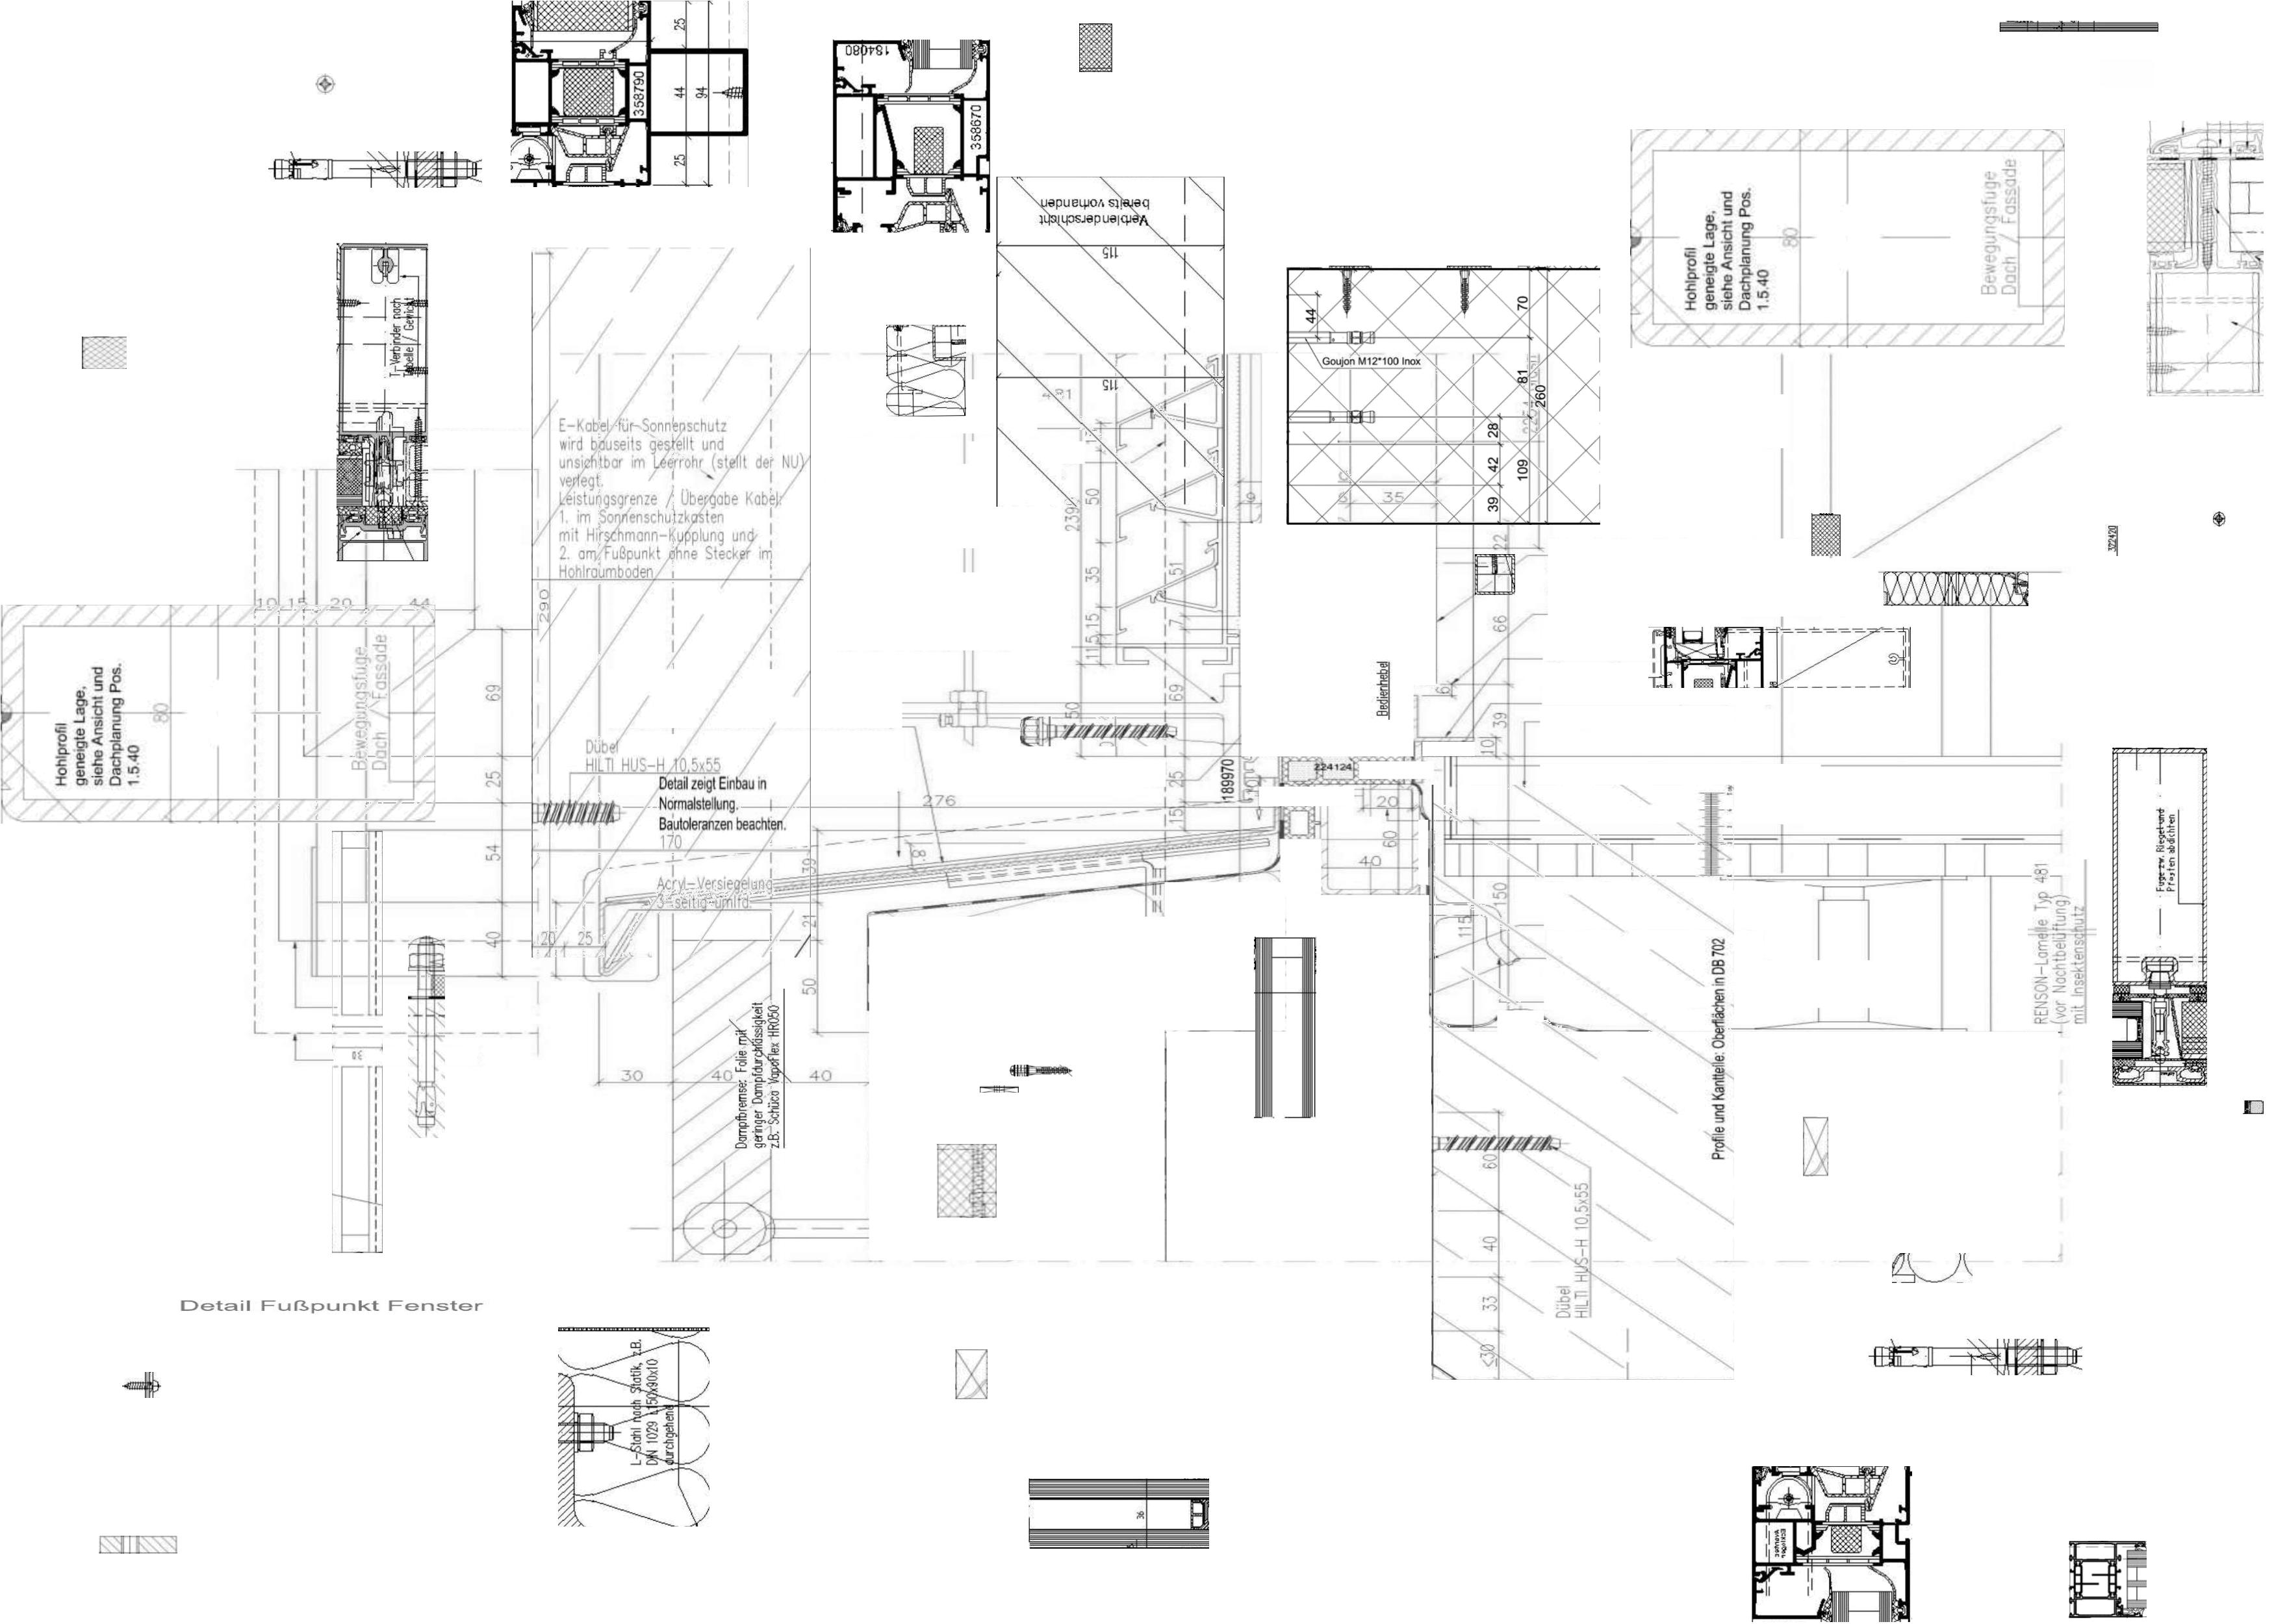 25
44
94
25
358790
184080
358670
Verblenderschicht
bereits vorhanden
115
115
Hohlprofil
geneigte Lage,
siehe Ansicht und
Dachplanung Pos.
1.5.40
80
Bewegungsfuge
Dach / Fassade
T-Verbinder nach
Tabelle / Gewicht
44
Goujon M12*100 Inox
70
81
260
28
42
109
39
35
E-Kabel für Sonnenschutz
wird bauseits gestellt und
unsichtbar im Leerrohr (stellt der NU)
verlegt.
Leistungsgrenze / Übergabe Kabel:
1. im Sonnenschutzkasten
mit Hirschmann-Kupplung und
2. am Fußpunkt ohne Stecker im
Hohlraumboden
239
50
35
15
51
7
69
50
25
15
22
66
39
10
322420
10
15
20
44
290
69
25
54
40
Hohlprofil
geneigte Lage,
siehe Ansicht und
Dachplanung Pos.
1.5.40
80
Bewegungsfuge
Dach / Fassade
Bedienhebel
Dübel
HILTI HUS-H 10,5x55
Detail zeigt Einbau in
Normalstellung.
Bautoleranzen beachten.
170
276
189970
224124
20
60
40
Acryl-Versiegelung
3-seitig umlfd.
39
21
50
20
25
30
40
40
150
115
Fuge zw. Riegel und
Pfosten abdichten
RENSON-Lamelle Typ 481
(vor Nachtbelüftung)
mit Insektenschutz
Profile und Kantteile: Oberflächen in DB 702
Dampfbremse: Folie mit
geringer Dampfdurchlässigkeit
z.B. Schüco VapoFlex HR050
30
60
40
33
<30
Dübel
HILTI HUS-H 10,5x55
Detail Fußpunkt Fenster
L-Stahl nach Statik, z.B.
DIN 1029 L150x90x10
durchgehend
36